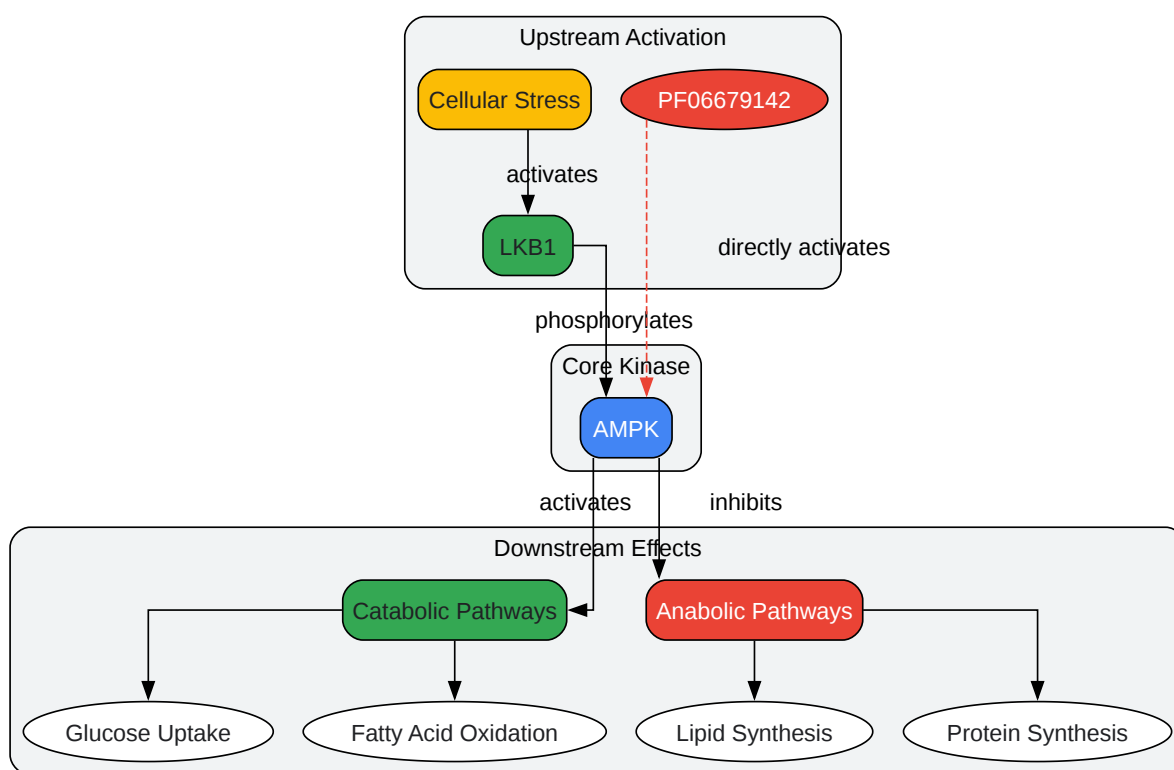 Upstream Activation
Cellular Stress
PF06679142
activates
LKB1
directly activates
phosphorylates
Core Kinase
AMPK
activates
inhibits
Downstream Effects
Catabolic Pathways
Anabolic Pathways
Glucose Uptake
Fatty Acid Oxidation
Lipid Synthesis
Protein Synthesis